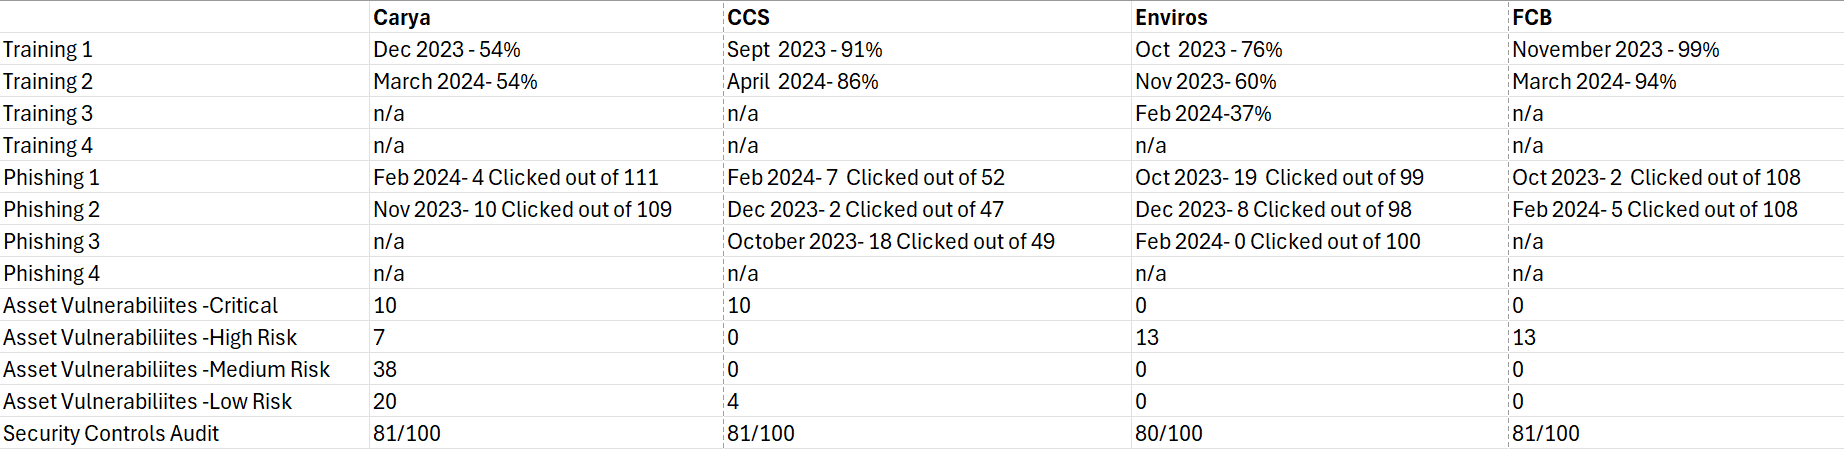 Carya CCS Enviros FCB
Training 1 Dec 2023 - 54% Sept 2023 - 91% Oct 2023 - 76% November 2023 - 99%
Training 2 March 2024- 54% April 2024- 86% Nov 2023- 60% March 2024- 94%
Training 3 n/a n/a Feb 2024-37% n/a
Training 4 n/a n/a n/a n/a
Phishing 1 Feb 2024- 4 Clicked out of 111 Feb 2024- 7 Clicked out of 52 Oct 2023- 19 Clicked out of 99 Oct 2023- 2 Clicked out of 108
Phishing 2 Nov 2023- 10 Clicked out of 109 Dec 2023- 2 Clicked out of 47 Dec 2023- 8 Clicked out of 98 Feb 2024- 5 Clicked out of 108
Phishing 3 n/a October 2023- 18 Clicked out of 49 Feb 2024- 0 Clicked out of 100 n/a
Phishing 4 n/a n/a n/a n/a
Asset Vulnerabiliites -Critical 10 10 0 0
Asset Vulnerabiliites -High Risk 7 0 13 13
Asset Vulnerabiliites -Medium Risk 38 0 0 0
Asset Vulnerabiliites -Low Risk 20 4 0 0
Security Controls Audit 81/100 81/100 80/100 81/100